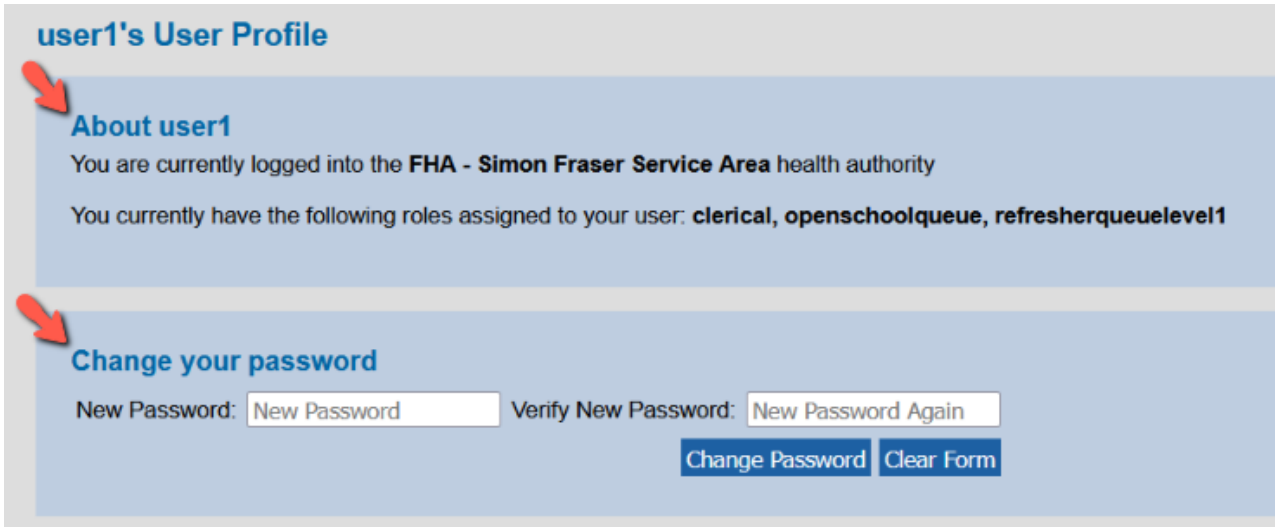 user1's User Profile
About user1
You are currently logged into the FHA - Simon Fraser Service Area health authority
You currently have the following roles assigned to your user: clerical, openschoolqueue, refresherqueuelevel1
Change your password
New Password: New Password Verify New Password: New Password Again
Change Password Clear Form